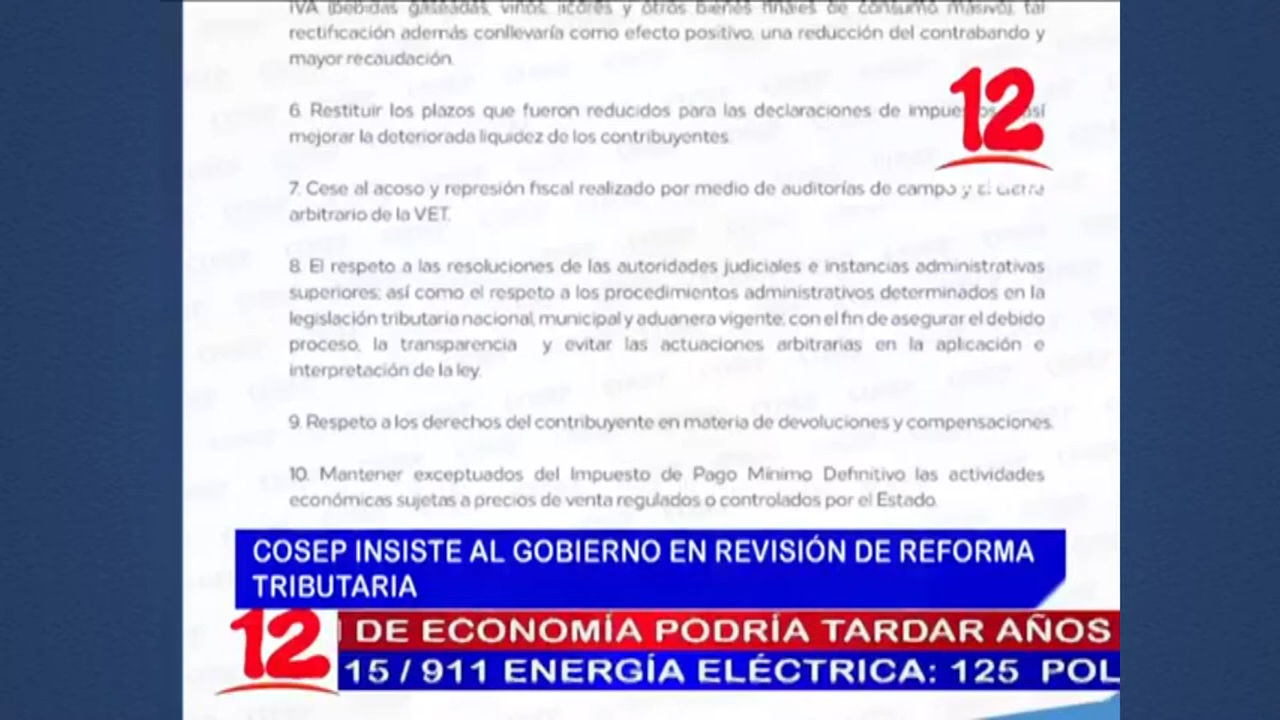 IVA (bebidas gaseadas, vinos, licores y otros bienes finales de consumo masivo), tal
rectificación además conllevaría como efecto positivo, una reducción del contrabando y
mayor recaudación.
6. Restituir los plazos que fueron reducidos para las declaraciones de impuestos así
mejorar la deteriorada liquidez de los contribuyentes.
12
7. Cese al acoso y represión fiscal realizado por medio de auditorías de campo y el cierre
arbitrario de la VET.
8. El respeto a las resoluciones de las autoridades judiciales e instancias administrativas
superiores; así como el respeto a los procedimientos administrativos determinados en la
legislación tributaria nacional, municipal y aduanera vigente, con el fin de asegurar el debido
proceso, la transparencia y evitar las actuaciones arbitrarias en la aplicación e
interpretación de la ley.
9. Respeto a los derechos del contribuyente en materia de devoluciones y compensaciones.
10. Mantener exceptuados del Impuesto de Pago Mínimo Definitivo las actividades
económicas sujetas a precios de venta regulados o controlados por el Estado.
COSEP INSISTE AL GOBIERNO EN REVISIÓN DE REFORMA
TRIBUTARIA
12
DE ECONOMÍA PODRÍA TARDAR AÑOS
15 / 911 ENERGÍA ELÉCTRICA: 125 POL